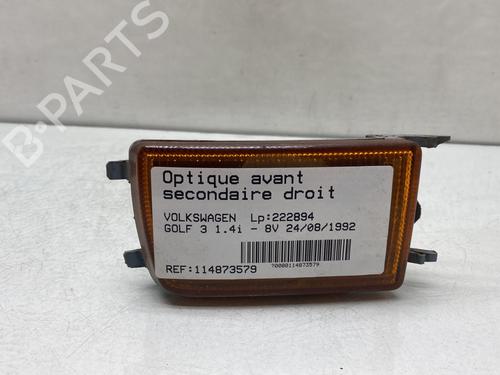 B-PARTS
Optique avant
secondaire droit
VOLKSWAGEN Lp:222894
GOLF 3 1.4i - 8V 24/08/1992
70000114873579
REF:114873579